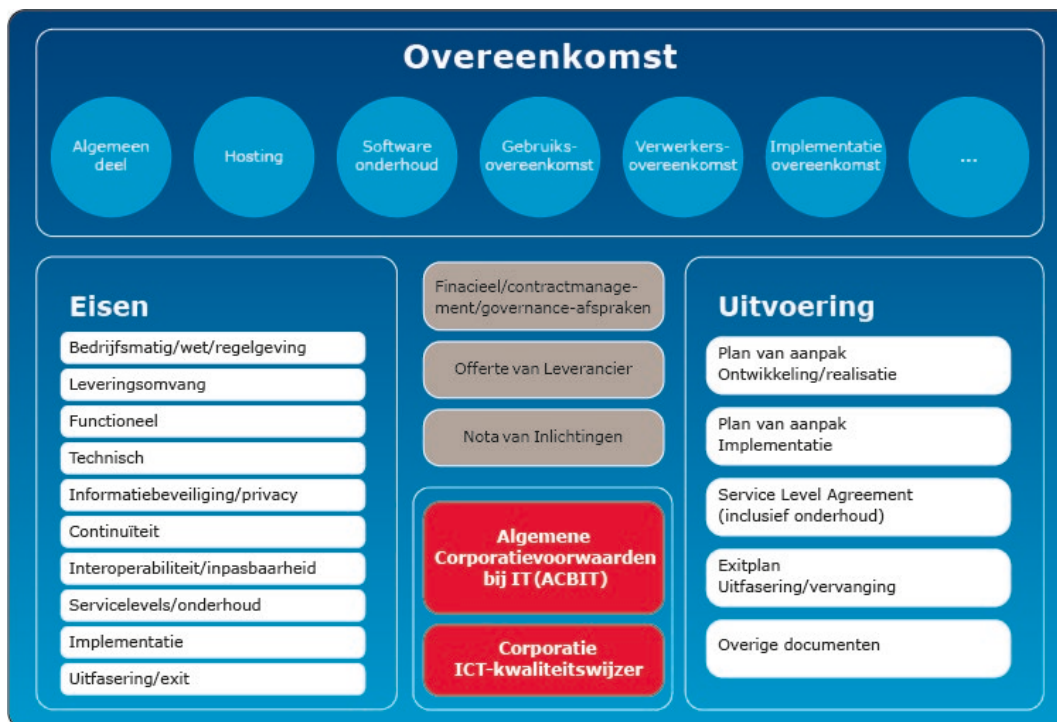 Overeenkomst
Algemeen
deel
Hosting
Software
onderhoud
Gebruiks-
overeenkomst
Verwerkers-
overeenkomst
Implementatie
overeenkomst
...
Eisen
Bedrijfsmatig/wet/regelgeving
Leveringsomvang
Functioneel
Technisch
Informatiebeveiliging/privacy
Continuïteit
Interoperabiliteit/inpasbaarheid
Servicelevels/onderhoud
Implementatie
Uitfasering/exit
Finacieel/contractmanage-
ment/governance-afspraken
Offerte van Leverancier
Nota van Inlichtingen
Algemene
Corporatievoorwaarden
bij IT(ACBIT)
Corporatie
ICT-kwaliteitswijzer
Uitvoering
Plan van aanpak
Ontwikkeling/realisatie
Plan van aanpak
Implementatie
Service Level Agreement
(inclusief onderhoud)
Exitplan
Uitfasering/vervanging
Overige documenten